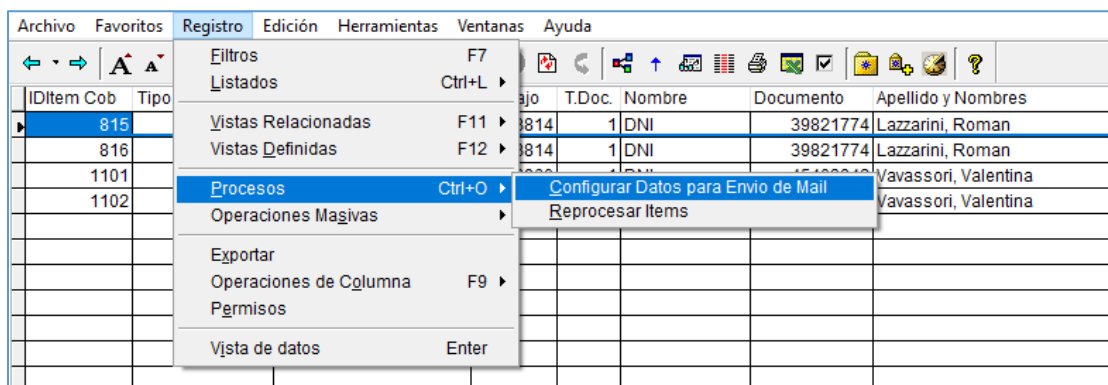 Archivo Favoritos Registro Edición Herramientas Ventanas Ayuda
Filtros F7
Listados Ctrl+L
Vistas Relacionadas F11
Vistas Definidas F12
Procesos Ctrl+O
Operaciones Masivas
Exportar
Operaciones de Columna F9
Permisos
Vista de datos Enter
Configurar Datos para Envio de Mail
Reprocesar Items
IDItem Cob Tipo ajo T.Doc. Nombre Documento Apellido y Nombres
815 3814 1 DNI 39821774 Lazzarini, Roman
816 3814 1 DNI 39821774 Lazzarini, Roman
1101 Vavassori, Valentina
1102 Vavassori, Valentina